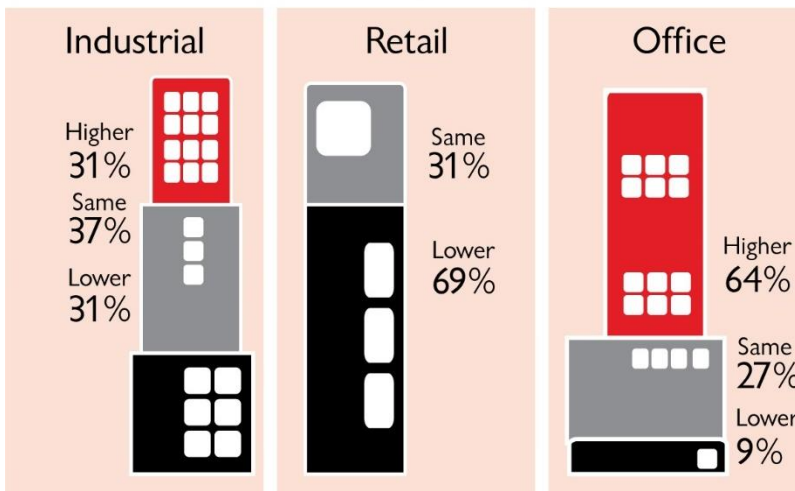 Industrial
Higher
31%
Same
37%
Lower
31%
Retail
Same
31%
Lower
69%
Office
Higher
64%
Same
27%
Lower
9%